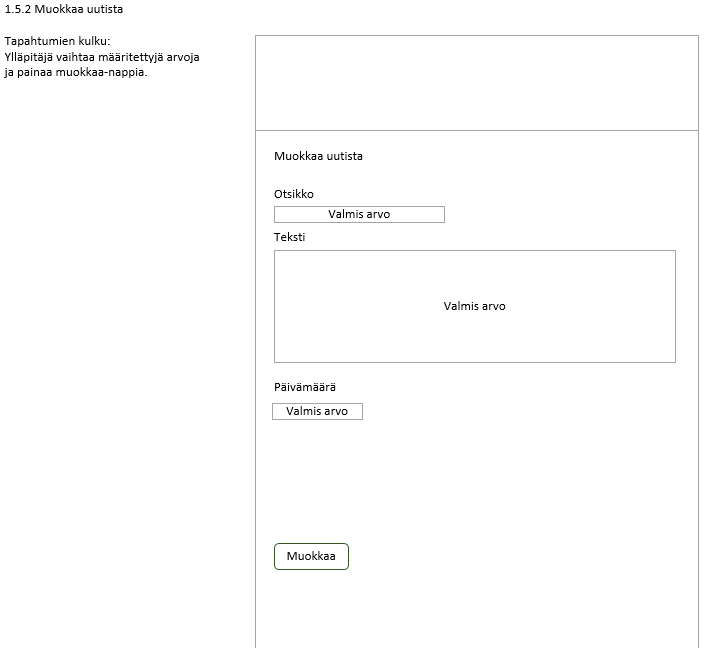 1.5.2 Muokkaa uutista
Tapahtumien kulku:
Ylläpitäjä vaihtaa määritettyjä arvoja
ja painaa muokkaa-nappia.
Muokkaa uutista
Otsikko
Valmis arvo
Teksti
Valmis arvo
Päivämäärä
Valmis arvo
Muokkaa